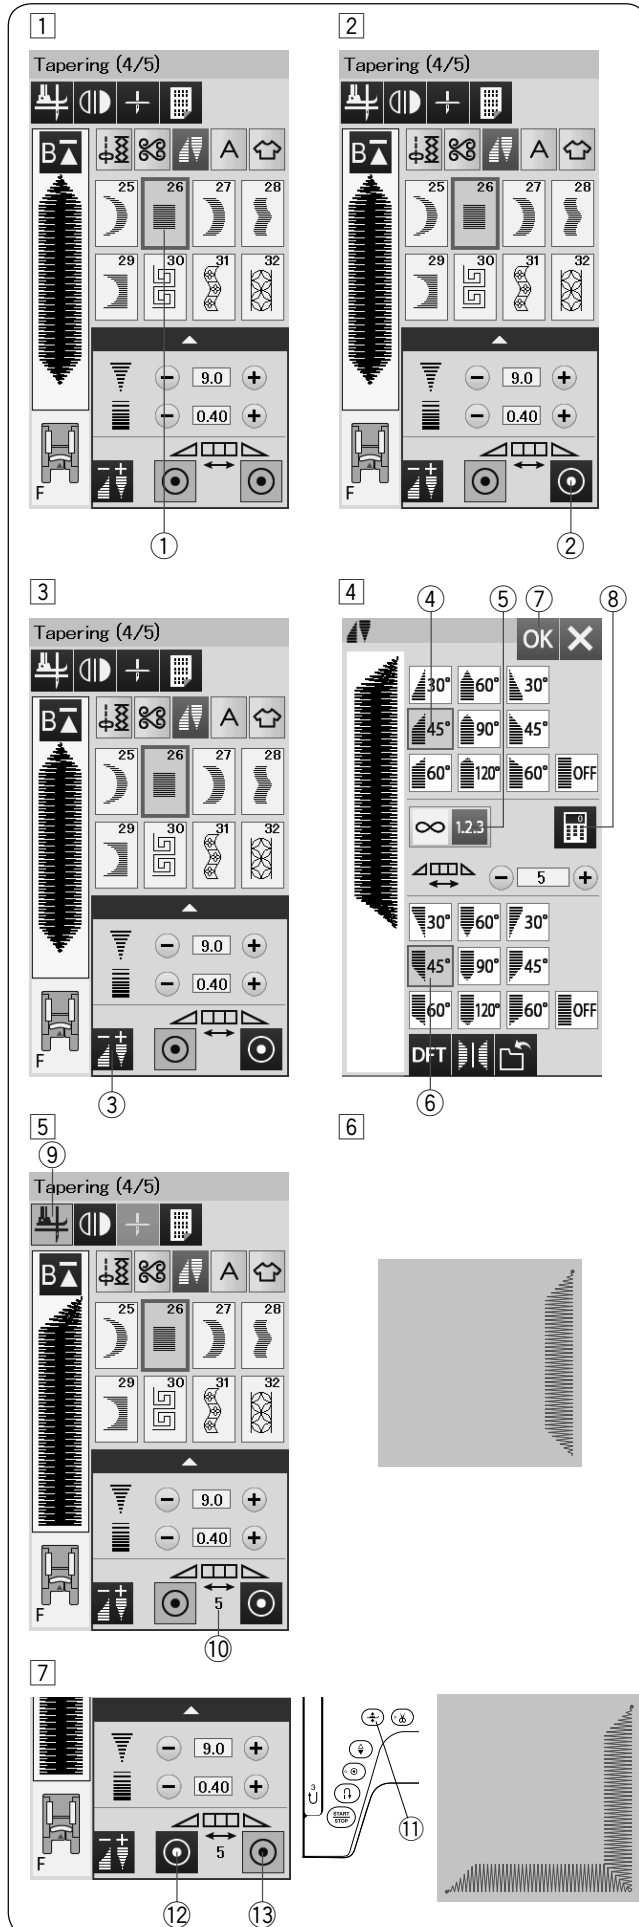 1
Tapering (4/5)
B
25 26 27 28
29 30 31 32
9.0
0.40
F
①
2
Tapering (4/5)
B
A
25 26 27 28
29 30 31 32
9.0
0.40
F
②
3
Tapering (4/5)
B
A
25 26 27 28
29 30 31 32
9.0
0.40
F
③
4
④ ⑤ ⑦ ⑧
OK
30° 60° 30°
45° 90° 45°
60° 120° 60° OFF
∞ 1.2.3
0
5
30° 60° 30°
45° 90° 45°
60° 120° 60° OFF
DFT
⑥
5
⑨
Tapering (4/5)
B
A
25 26 27 28
29 30 31 32
9.0
0.40
5
F
⑩
6
7
9.0
0.40
5
F
⑫ ⑬
3
START
STOP
⑪